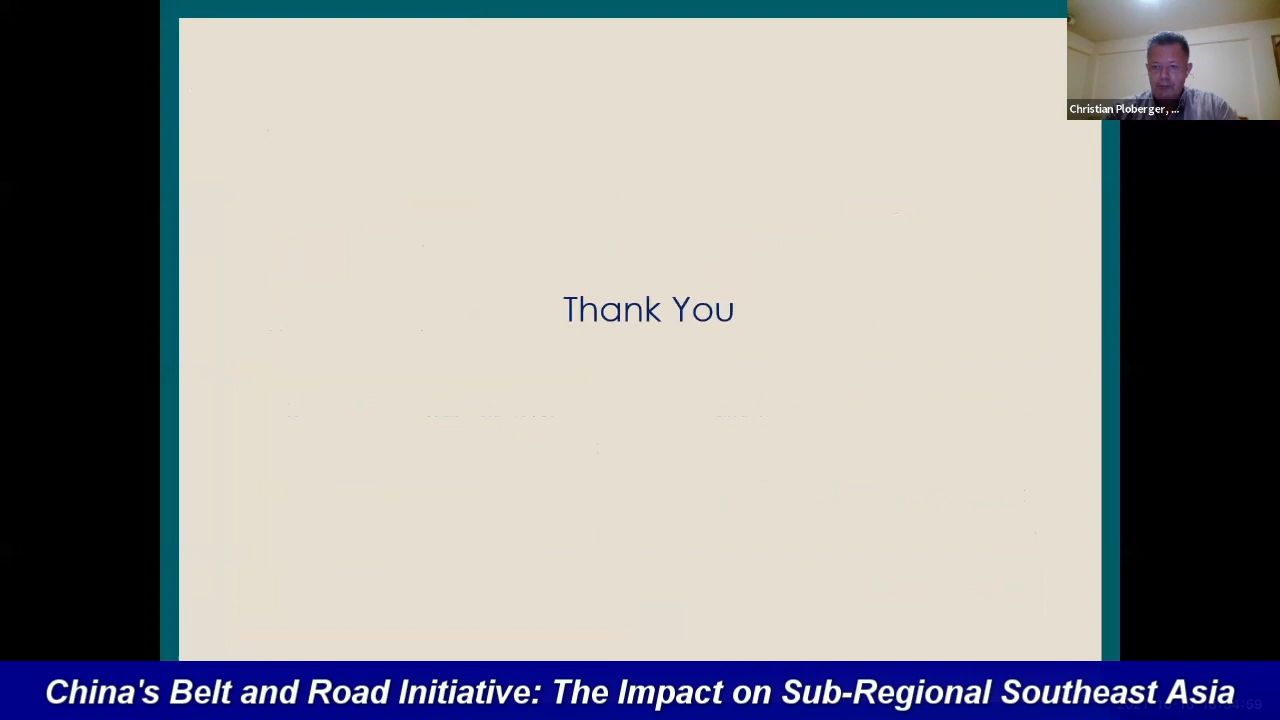 Christian Ploberger, ...
Thank You
China's Belt and Road Initiative: The Impact on Sub-Regional Southeast Asia